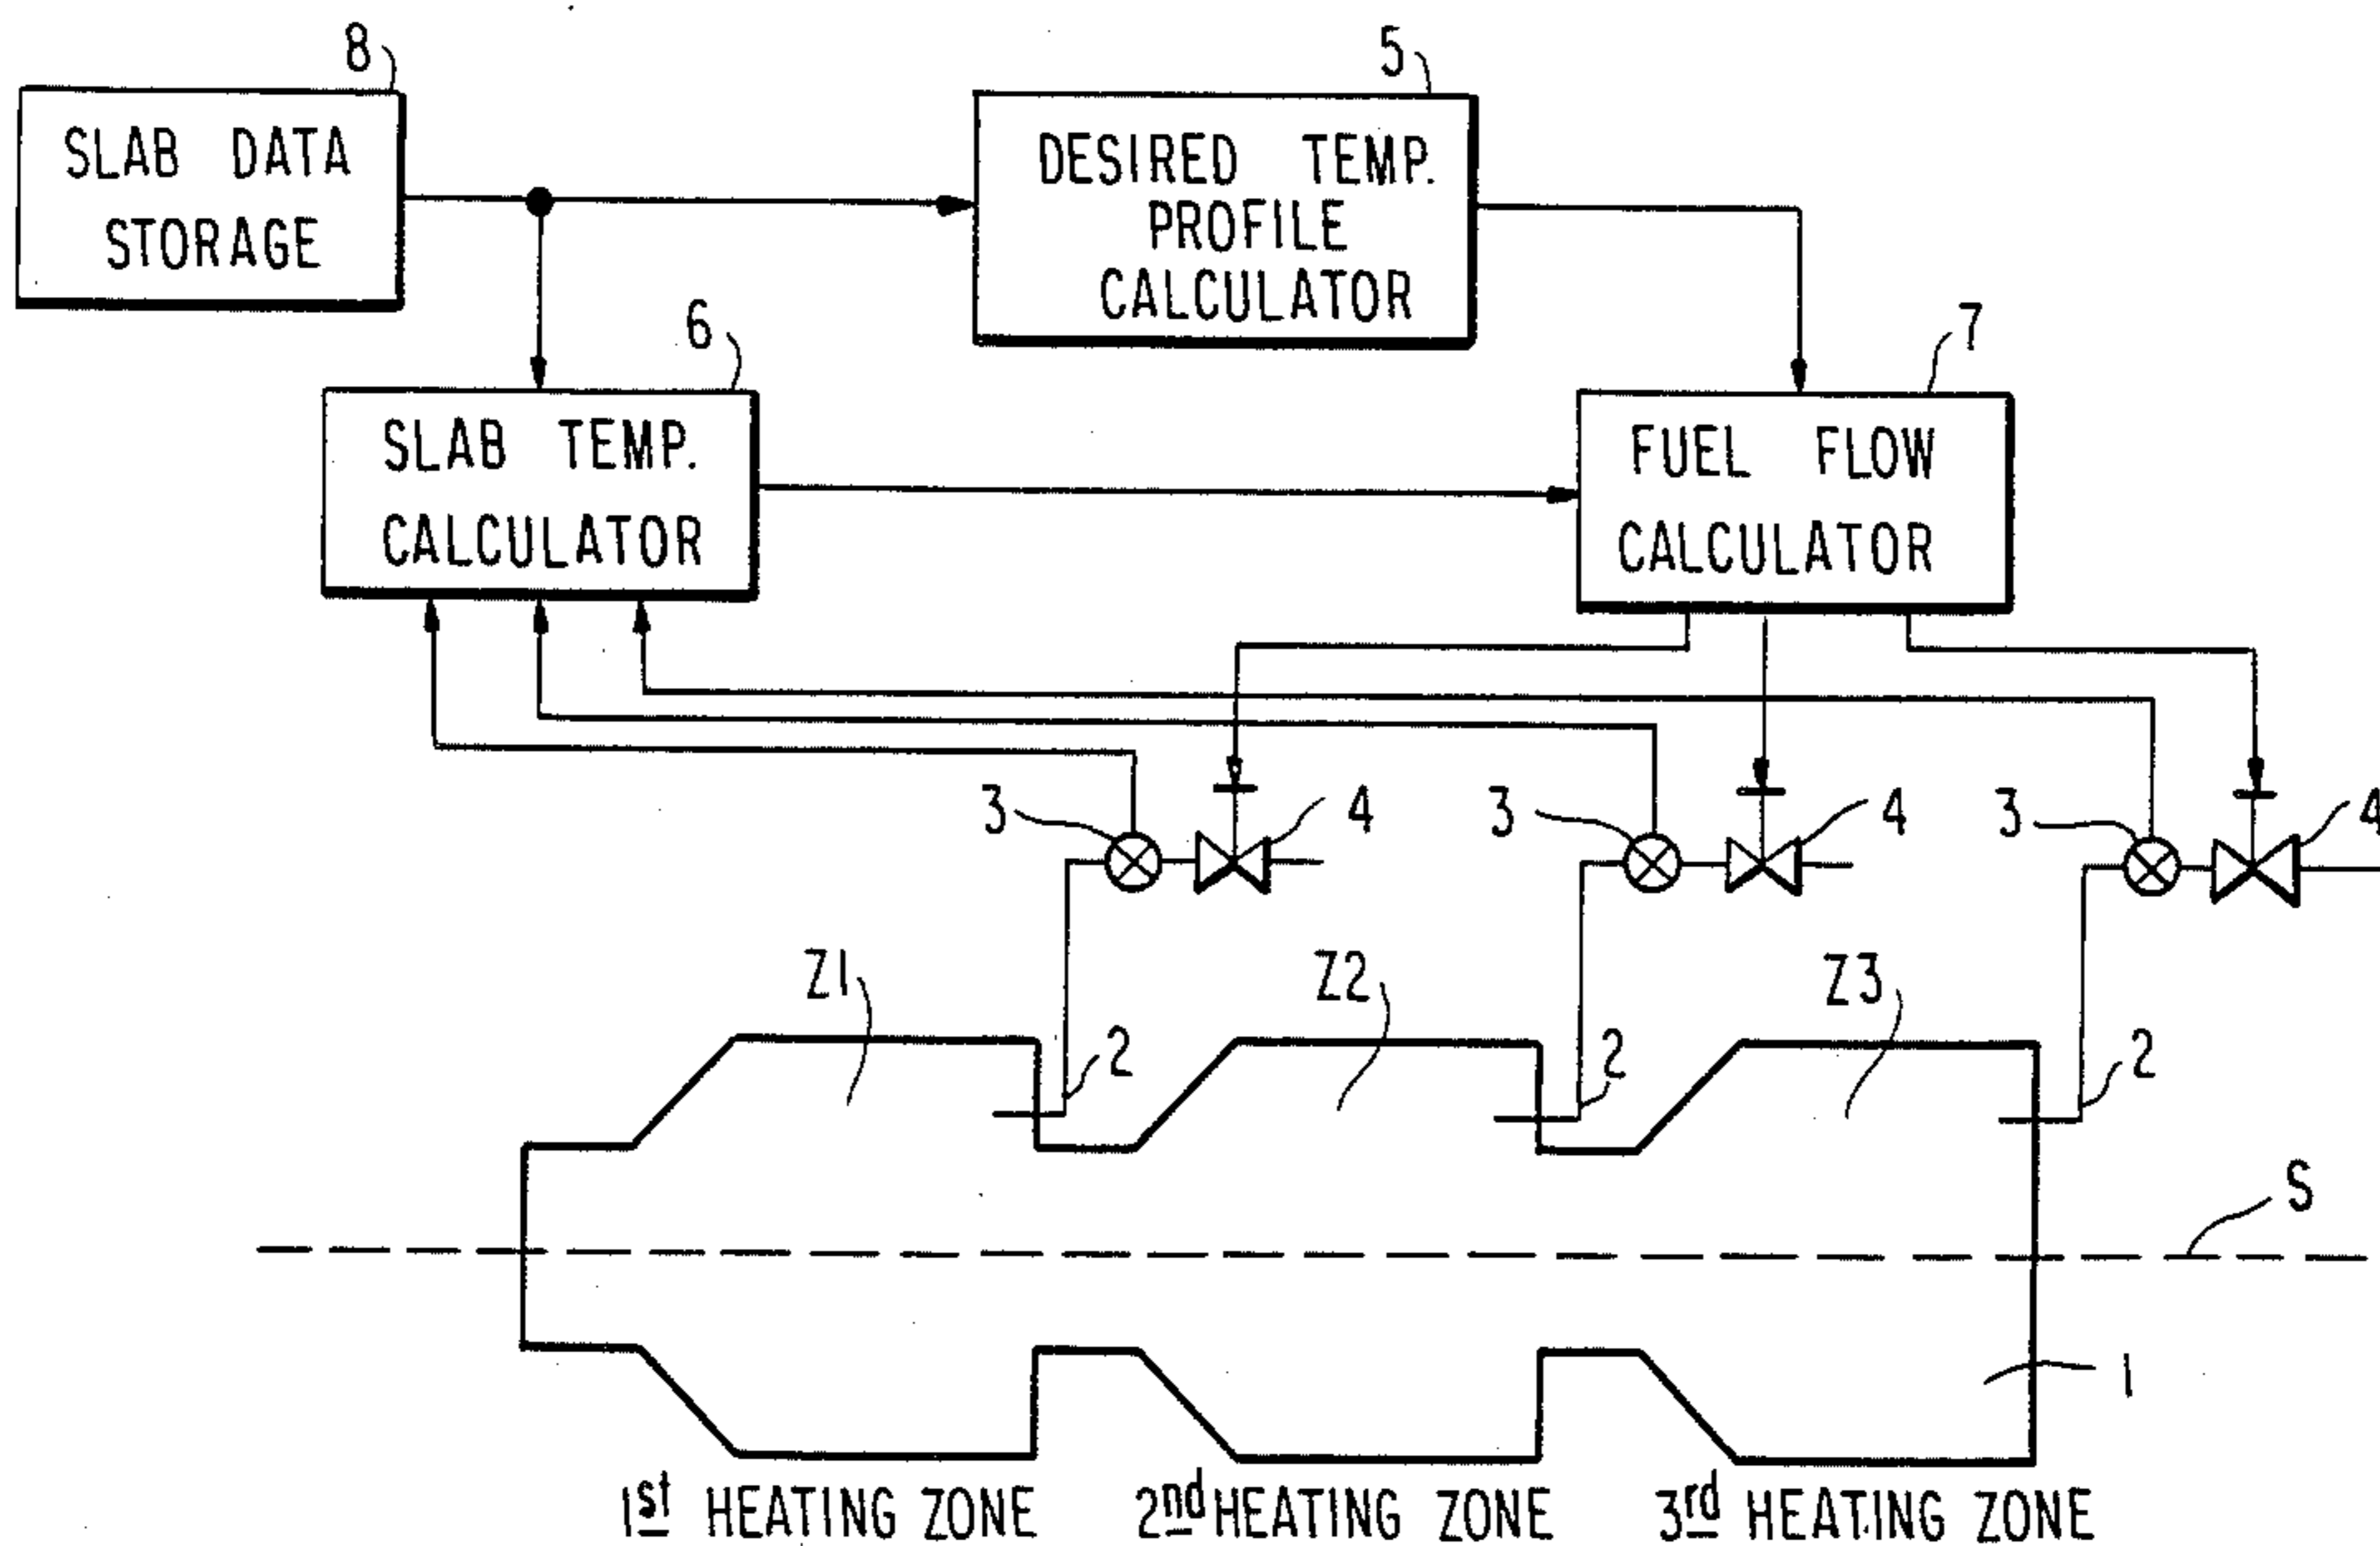 8
5
SLAB DATA
STORAGE
DESIRED TEMP.
PROFILE
CALCULATOR
6
7
SLAB TEMP.
CALCULATOR
FUEL FLOW
CALCULATOR
3
4
3
4
3
4
Z1
Z2
Z3
2
2
2
S
1
1st HEATING ZONE
2nd HEATING ZONE
3rd HEATING ZONE